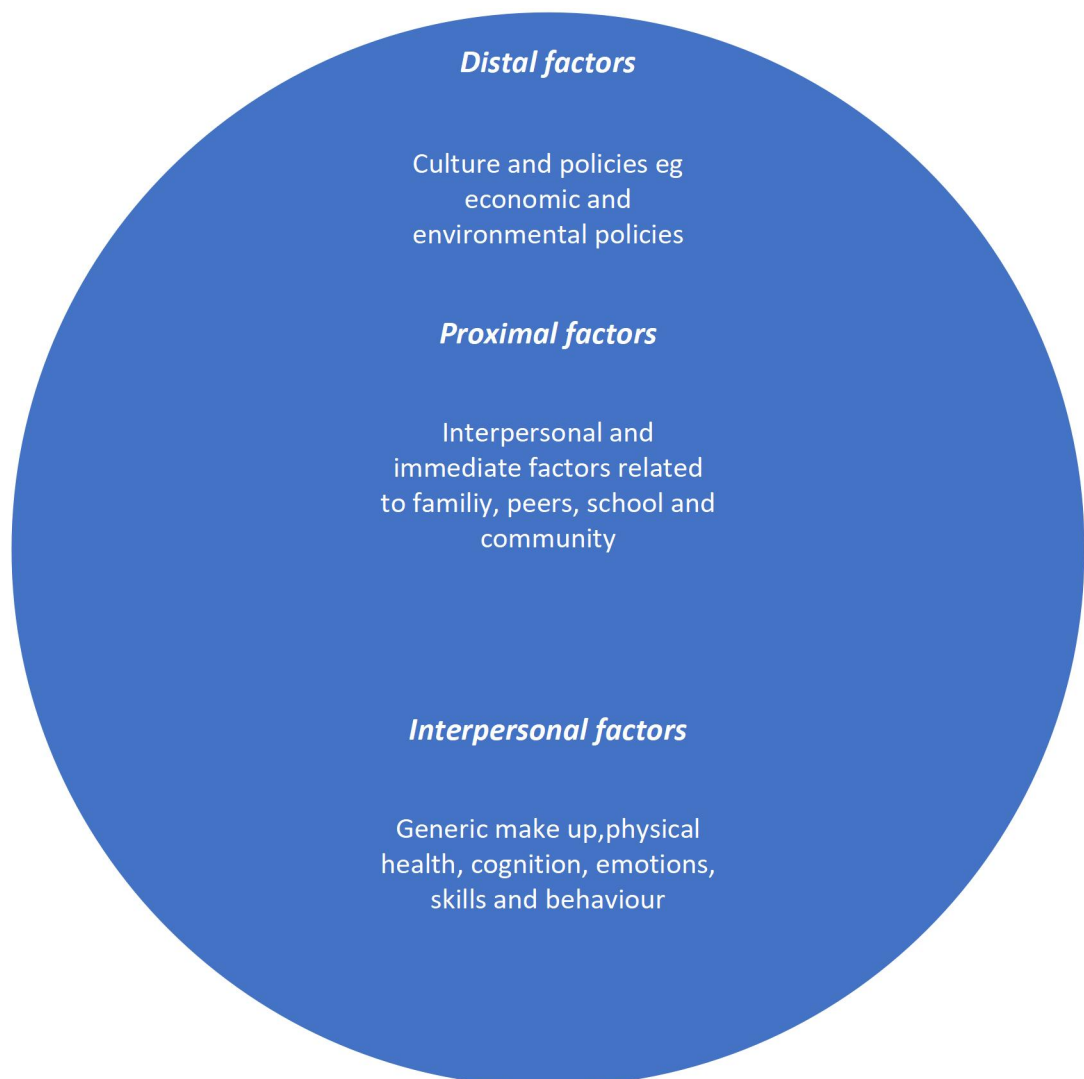 Distal factors
Culture and policies eg
economic and
environmental policies
Proximal factors
Interpersonal and
immediate factors related
to familiy, peers, school and
community
Interpersonal factors
Generic make up,physical
health, cognition, emotions,
skills and behaviour